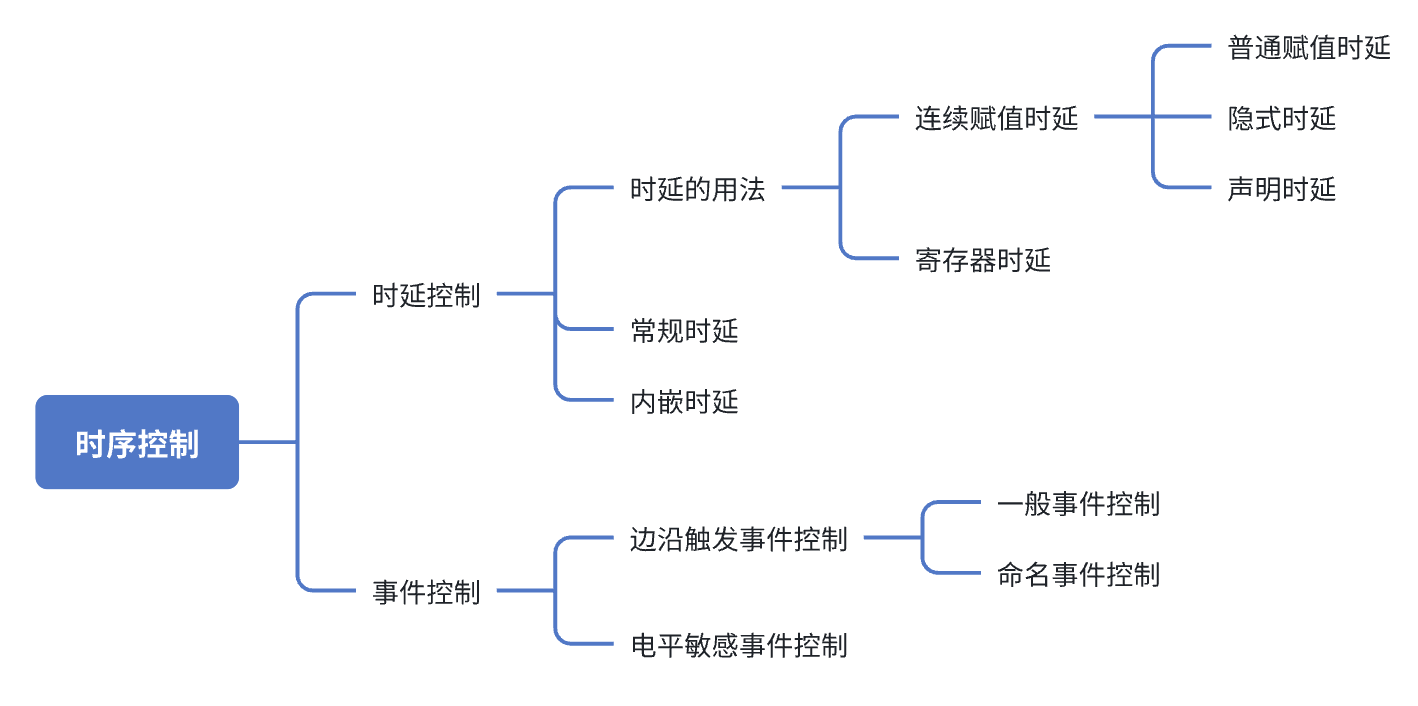 时序控制
时延控制
时延的用法
连续赋值时延
普通赋值时延
隐式时延
声明时延
寄存器时延
常规时延
内嵌时延
事件控制
边沿触发事件控制
一般事件控制
命名事件控制
电平敏感事件控制